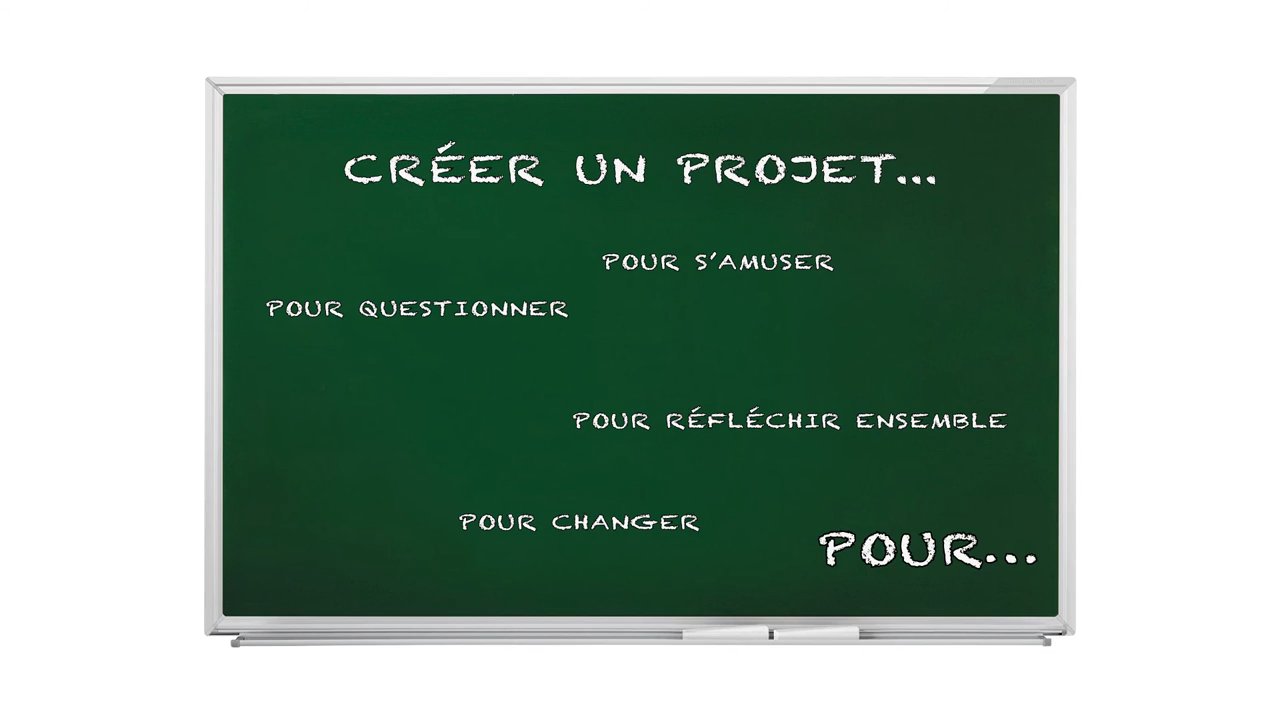 CRÉER UN PROJET...
POUR S'AMUSER
POUR QUESTIONNER
POUR RÉFLÉCHIR ENSEMBLE
POUR CHANGER
POUR...